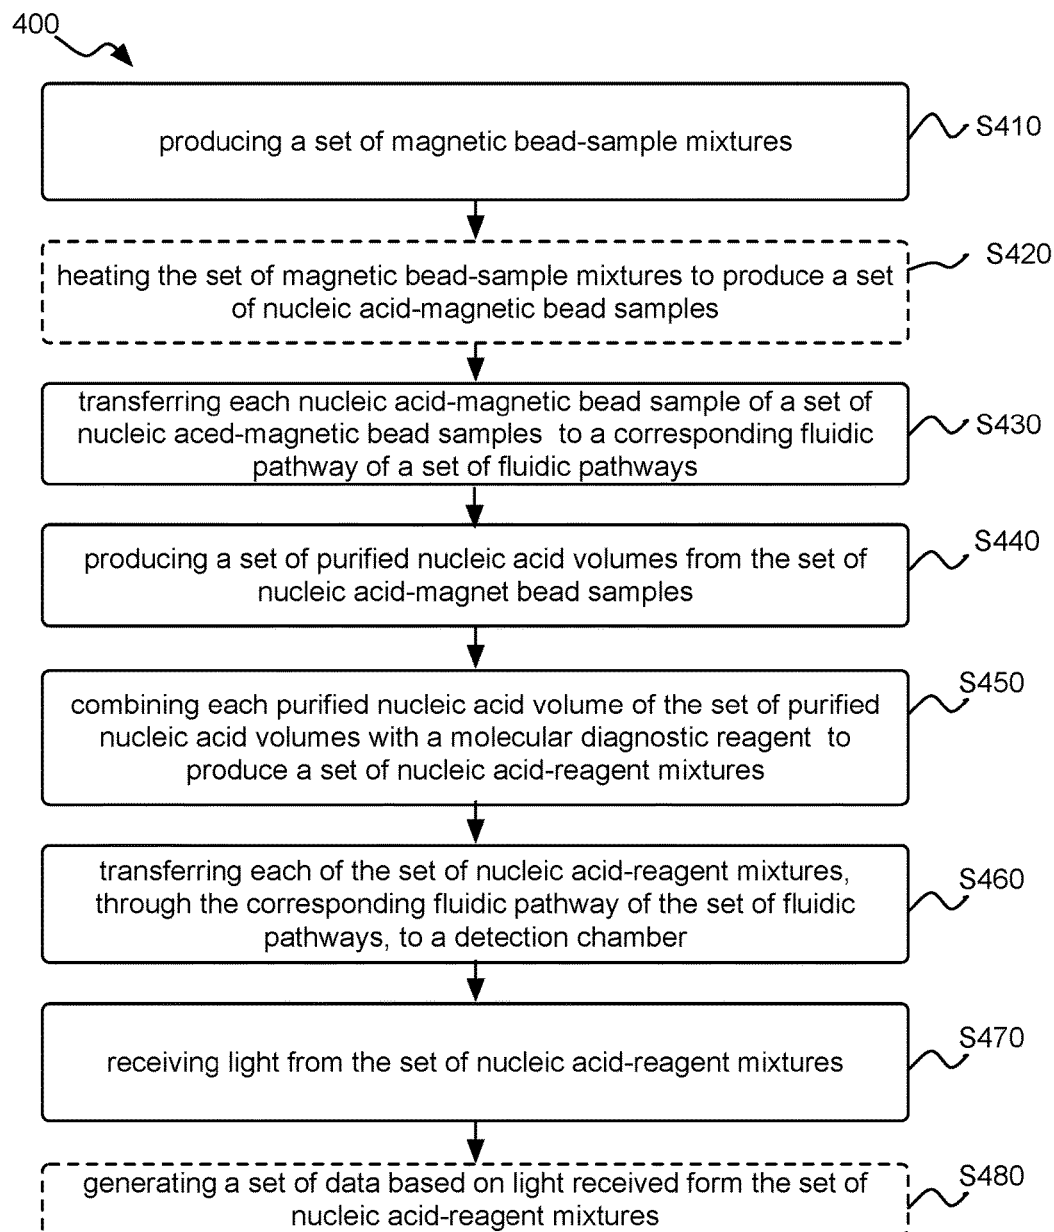 400
producing a set of magnetic bead-sample mixtures
S410
heating the set of magnetic bead-sample mixtures to produce a set
of nucleic acid-magnetic bead samples
S420
transferring each nucleic acid-magnetic bead sample of a set of
nucleic aced-magnetic bead samples to a corresponding fluidic
pathway of a set of fluidic pathways
S430
producing a set of purified nucleic acid volumes from the set of
nucleic acid-magnet bead samples
S440
combining each purified nucleic acid volume of the set of purified
nucleic acid volumes with a molecular diagnostic reagent to
produce a set of nucleic acid-reagent mixtures
S450
transferring each of the set of nucleic acid-reagent mixtures,
through the corresponding fluidic pathway of the set of fluidic
pathways, to a detection chamber
S460
receiving light from the set of nucleic acid-reagent mixtures
S470
generating a set of data based on light received form the set of
nucleic acid-reagent mixtures
S480